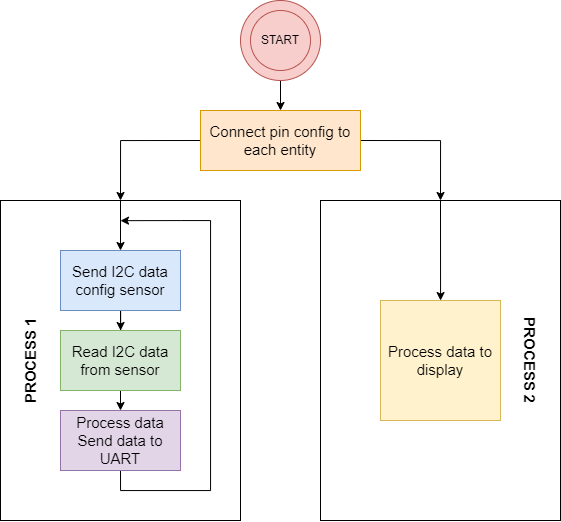 START
Connect pin config to
each entity
PROCESS 1
Send I2C data
config sensor
Read I2C data
from sensor
Process data
Send data to
UART
Process data to
display
PROCESS 2